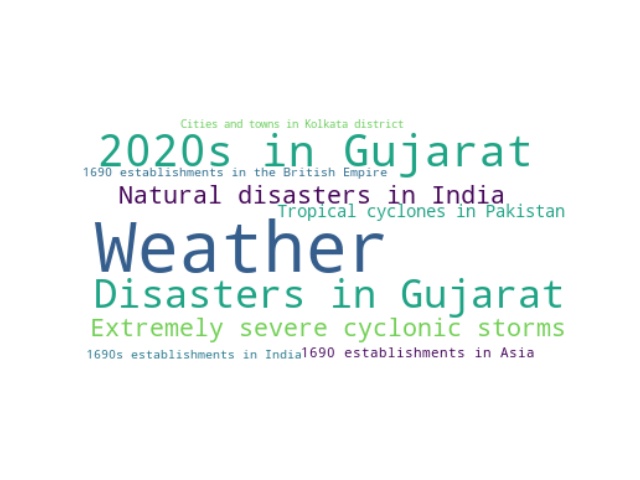 Cities and towns in Kolkata district
2020s in Gujarat
1690 establishments in the British Empire
Natural disasters in India
Tropical cyclones in Pakistan
Weather
Disasters in Gujarat
Extremely severe cyclonic storms
1690s establishments in India
1690 establishments in Asia